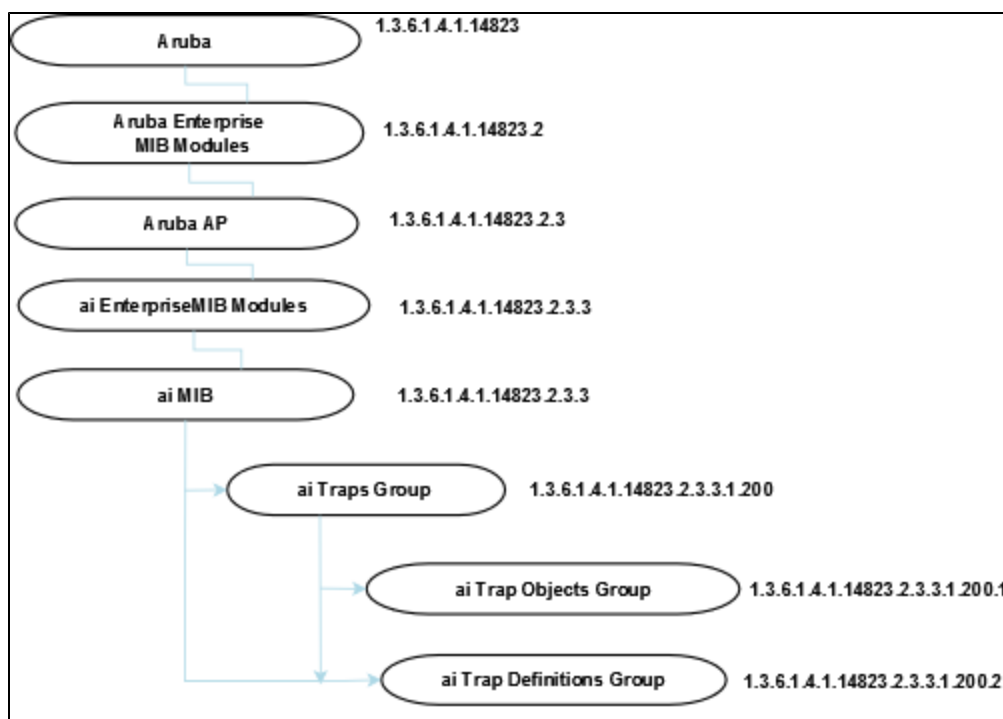 Aruba
1.3.6.1.4.1.14823
Aruba Enterprise
MIB Modules
1.3.6.1.4.1.14823.2
Aruba AP
1.3.6.1.4.1.14823.2.3
ai EnterpriseMIB Modules
1.3.6.1.4.1.14823.2.3.3
ai MIB
1.3.6.1.4.1.14823.2.3.3
ai Traps Group
1.3.6.1.4.1.14823.2.3.3.1.200
ai Trap Objects Group
1.3.6.1.4.1.14823.2.3.3.1.200.1
ai Trap Definitions Group
1.3.6.1.4.1.14823.2.3.3.1.200.2